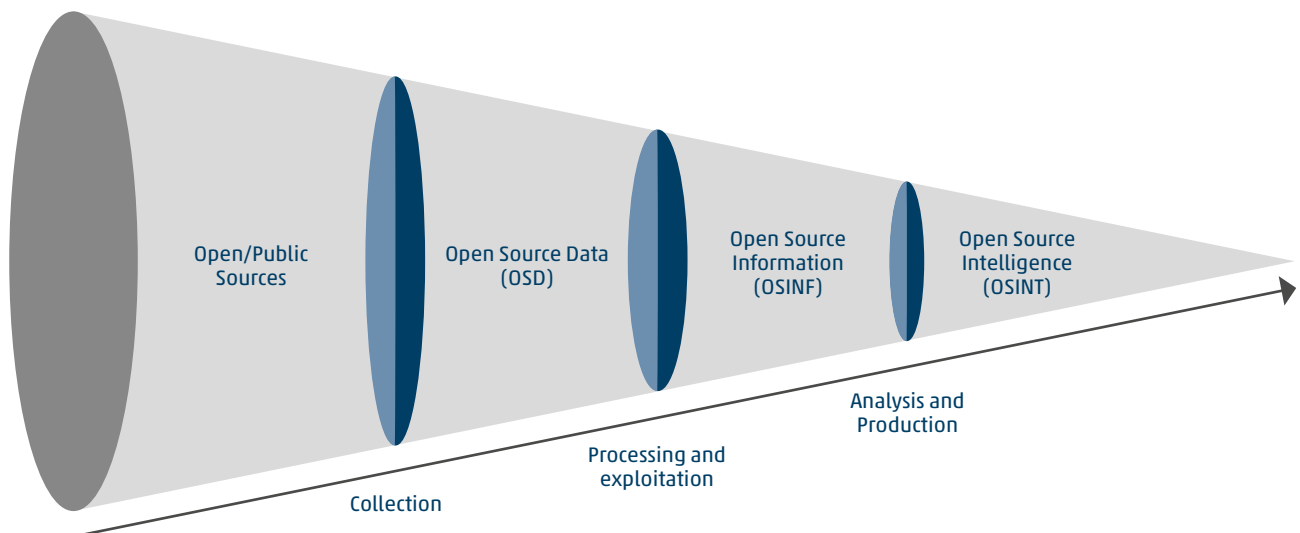 Open/Public
Sources
Open Source Data
(OSD)
Open Source
Information
(OSINF)
Open Source
Intelligence
(OSINT)
Collection
Processing and
exploitation
Analysis and
Production